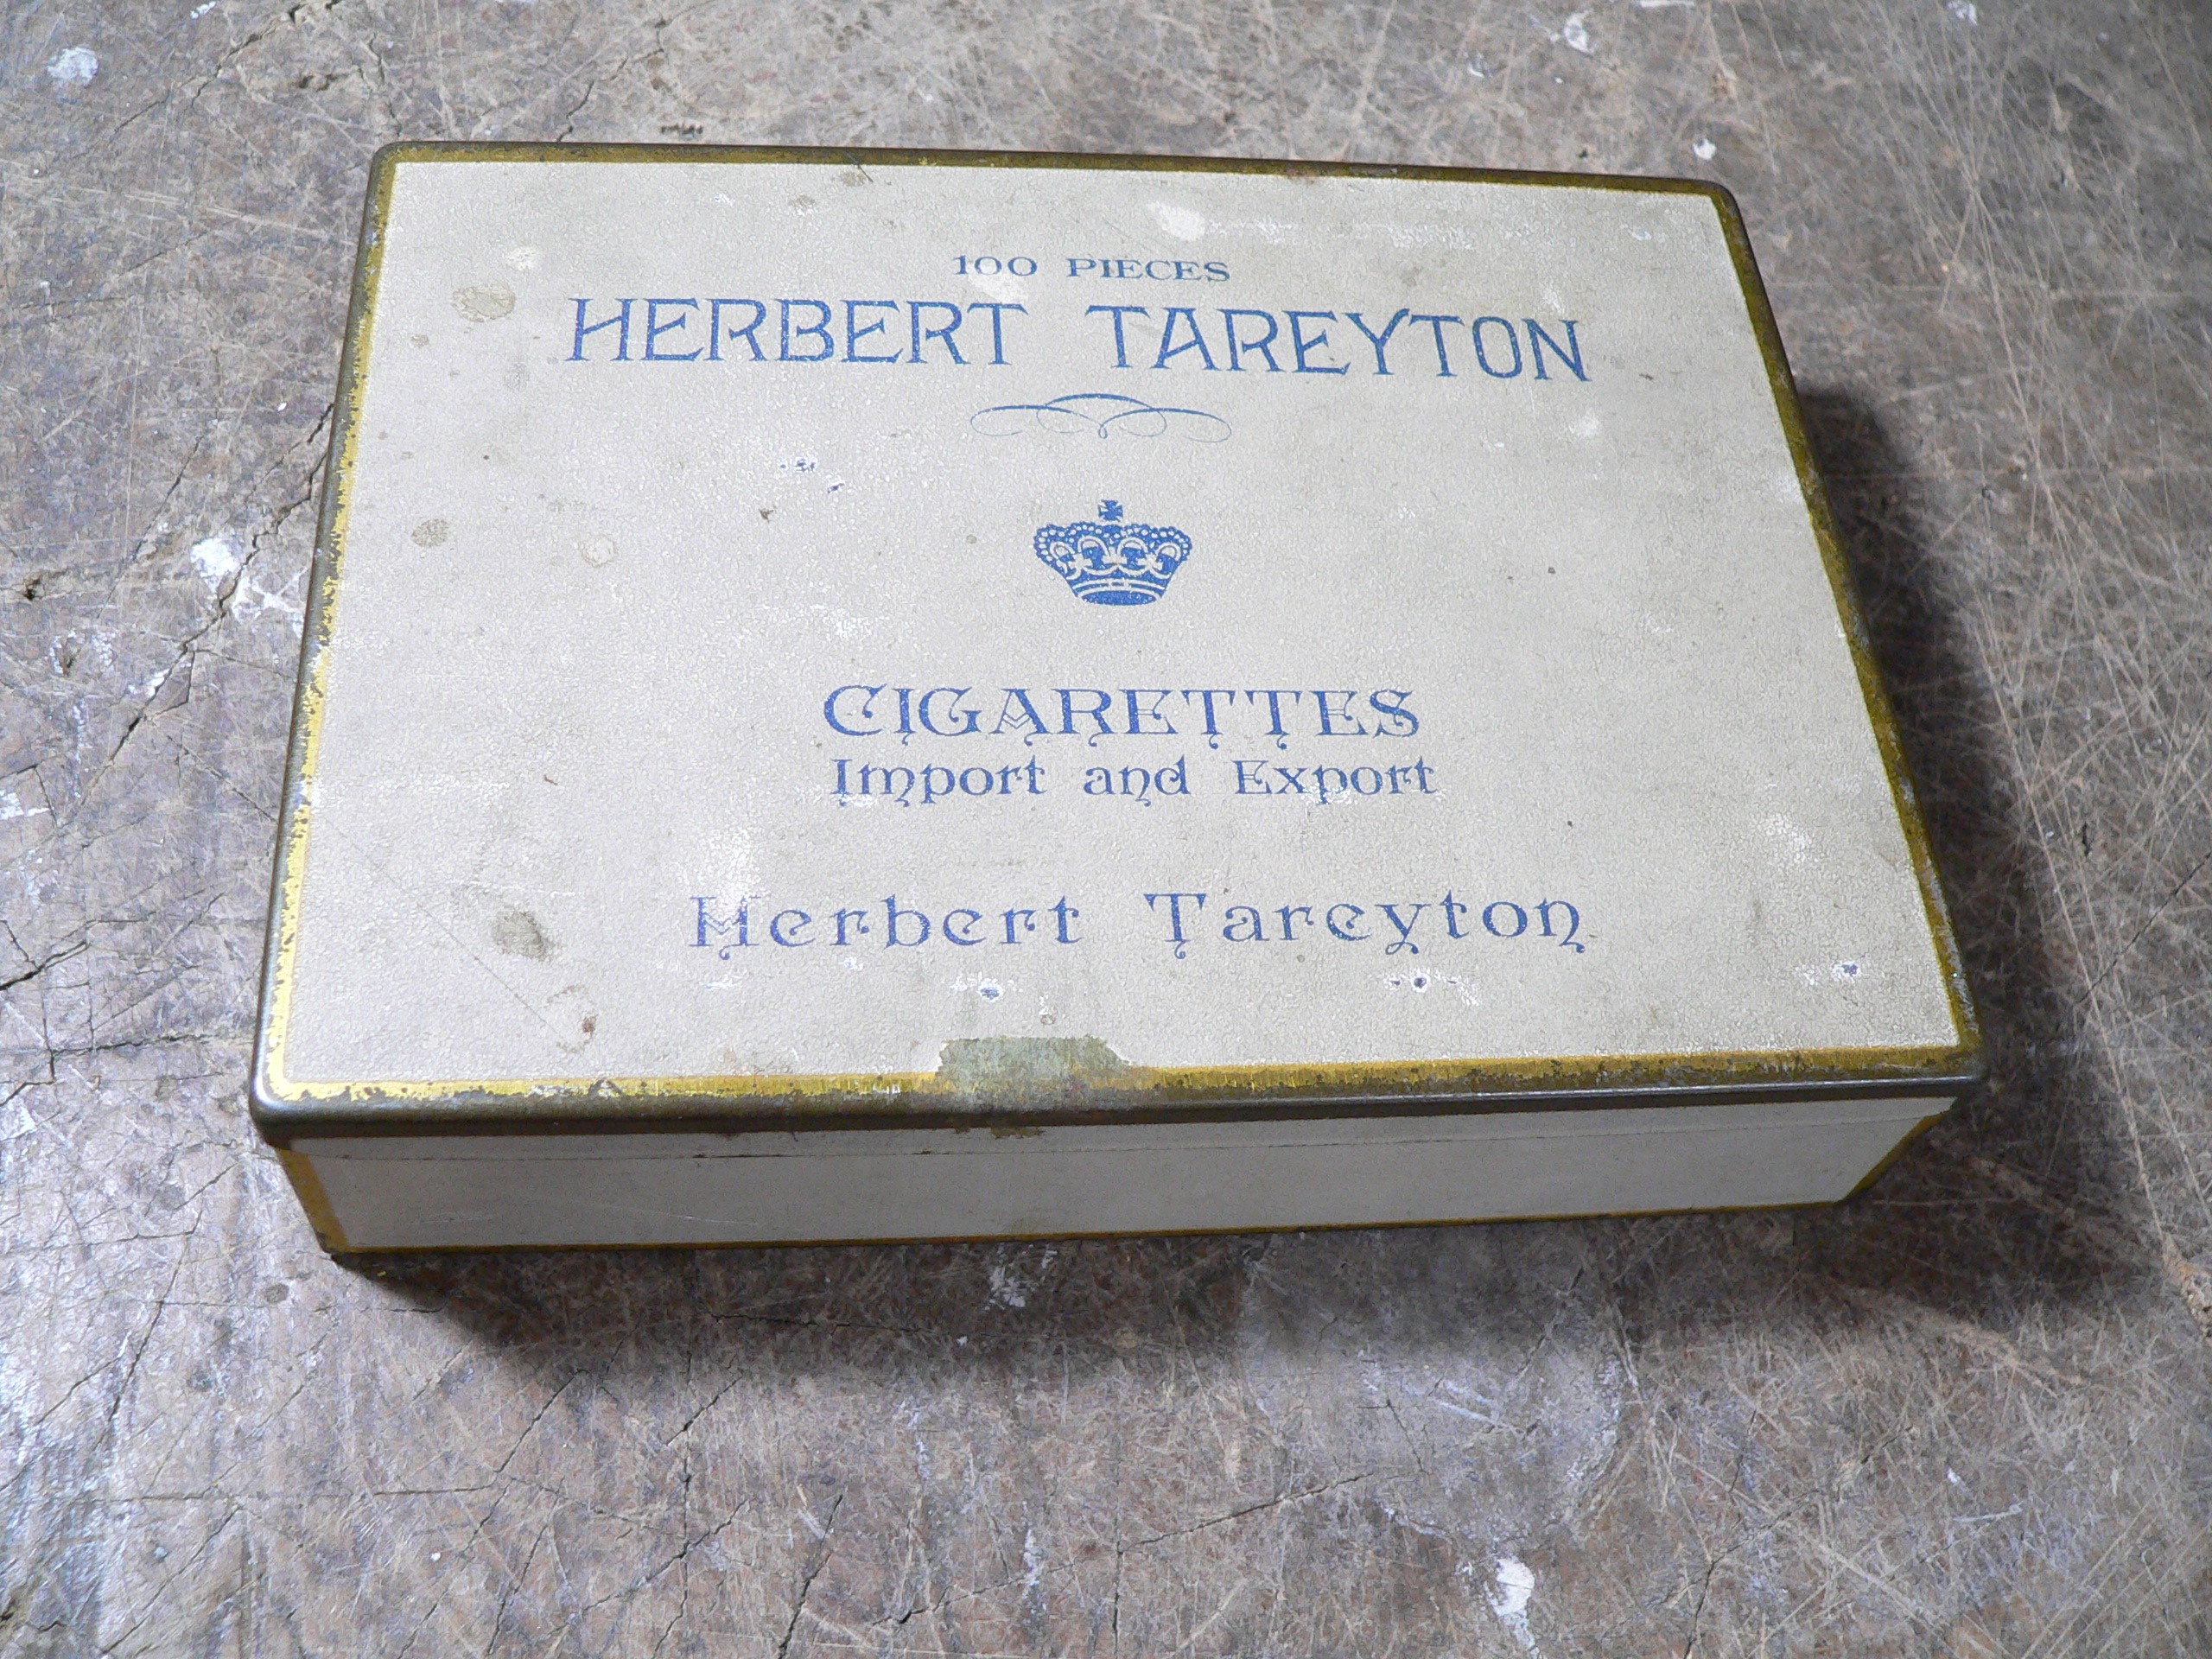 100 PIECES
HERBERT TAREYTON
CIGARETTES
Import and Export
Herbert Tareyton